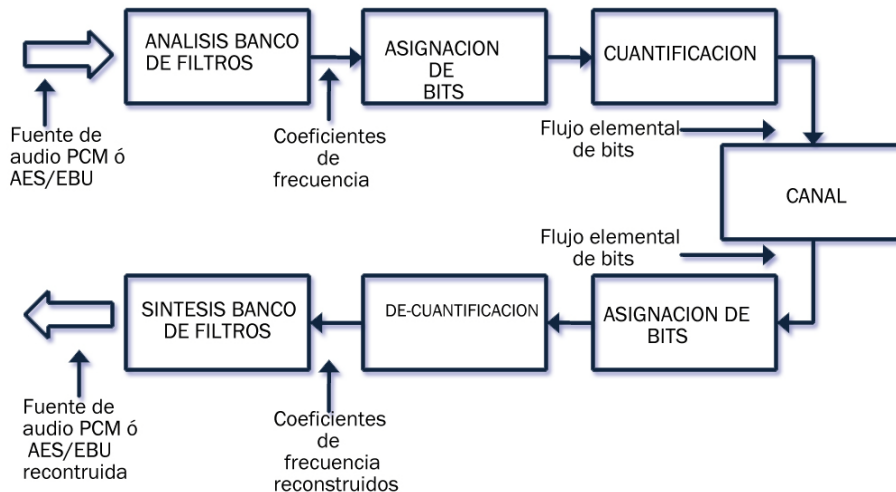 ANALISIS BANCO
DE FILTROS
ASIGNACION
DE
BITS
CUANTIFICACION
Fuente de
audio PCM ó
AES/EBU
Coeficientes
de
frecuencia
Flujo elemental
de bits
CANAL
Flujo elemental
de bits
SINTESIS BANCO
DE FILTROS
DE-CUANTIFICACION
ASIGNACION DE
BITS
Fuente de
audio PCM ó
AES/EBU
recontruida
Coeficientes
de
frecuencia
reconstruidos